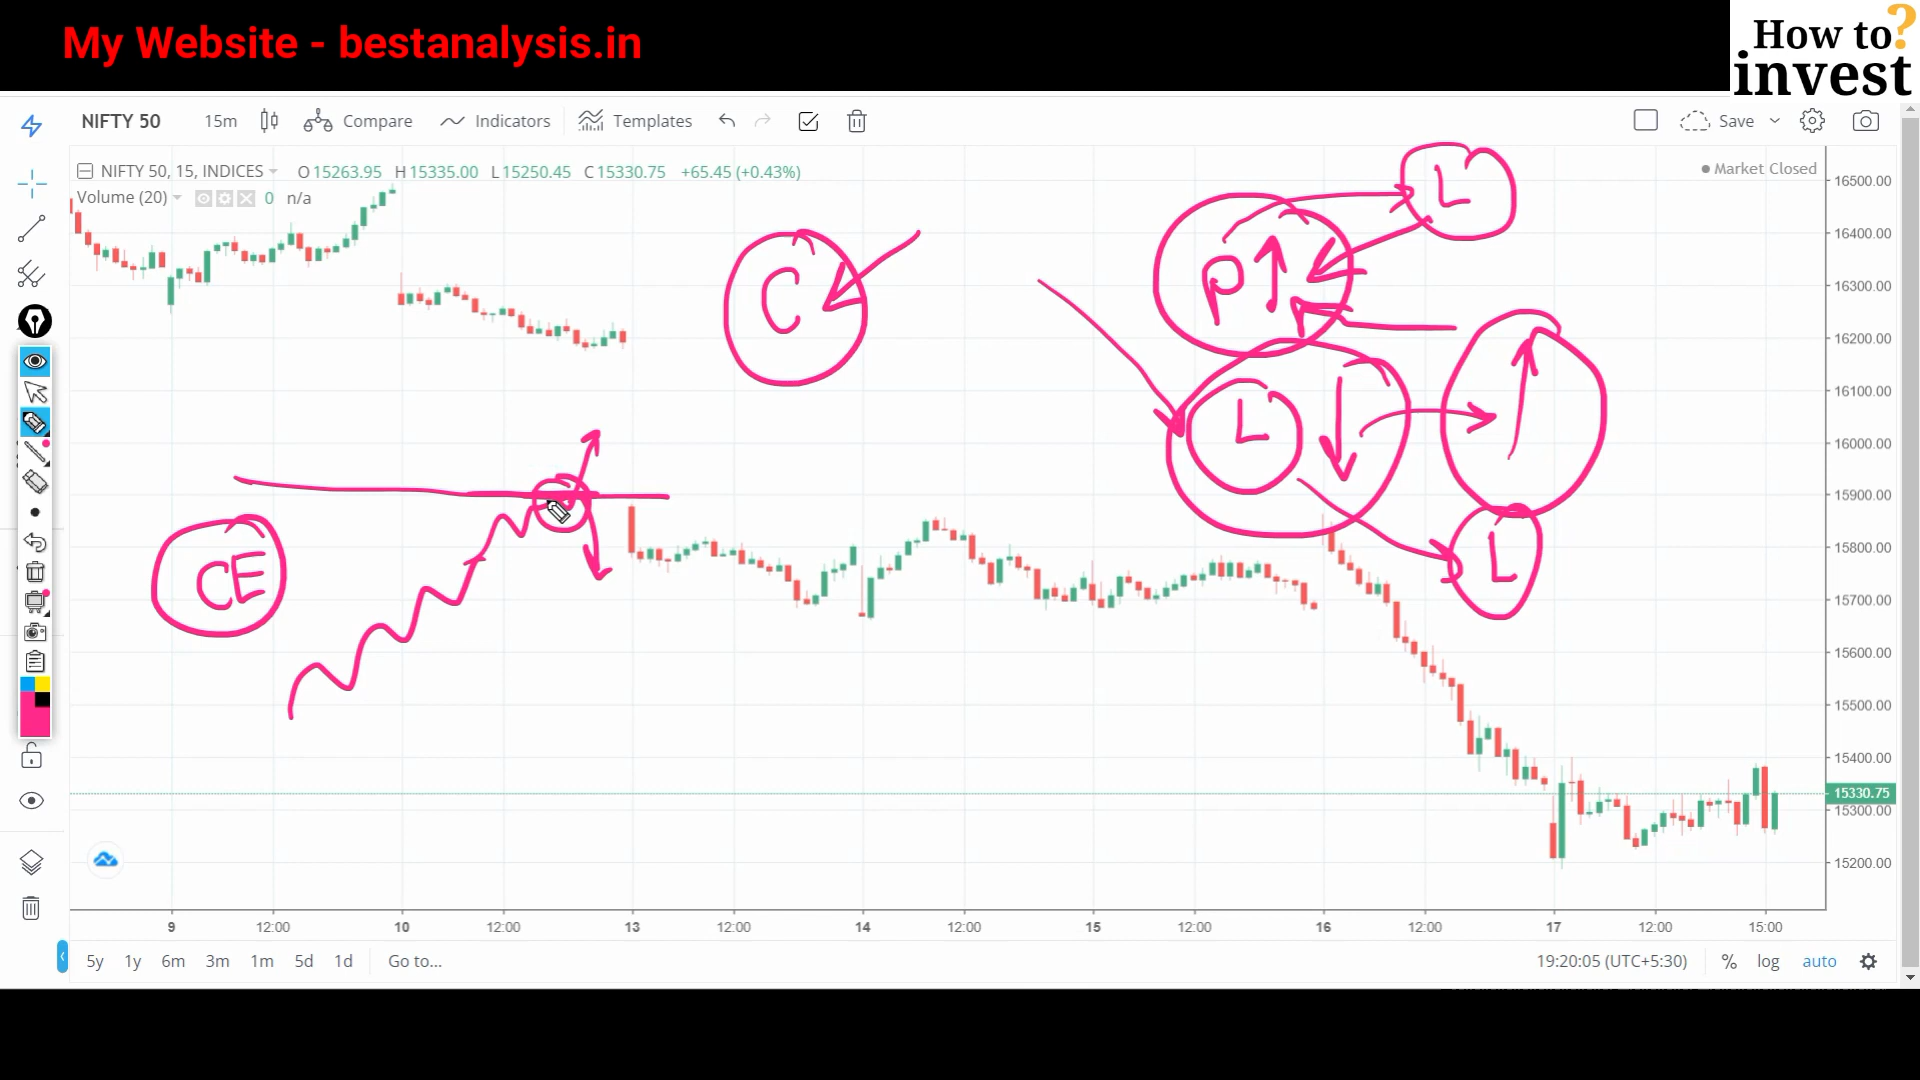 My Website - bestanalysis.in
How to?
invest
NIFTY 50 15m Compare Indicators Templates Save
NIFTY 50, 15, INDICES O15263.95 H15335.00 L15250.45 C15330.75 +65.45 (+0.43%)
Market Closed
Volume (20) 0 n/a
16500.00
16400.00
16300.00
16200.00
16100.00
16000.00
15900.00
15800.00
15700.00
15600.00
15500.00
15400.00
15330.75
15300.00
15200.00
L
P
C
L
CE
L
9 12:00 10 12:00 13 12:00 14 12:00 15 12:00 16 12:00 17 12:00 15:00
5y 1y 6m 3m 1m 5d 1d Go to... 19:20:05 (UTC+5:30) % log auto